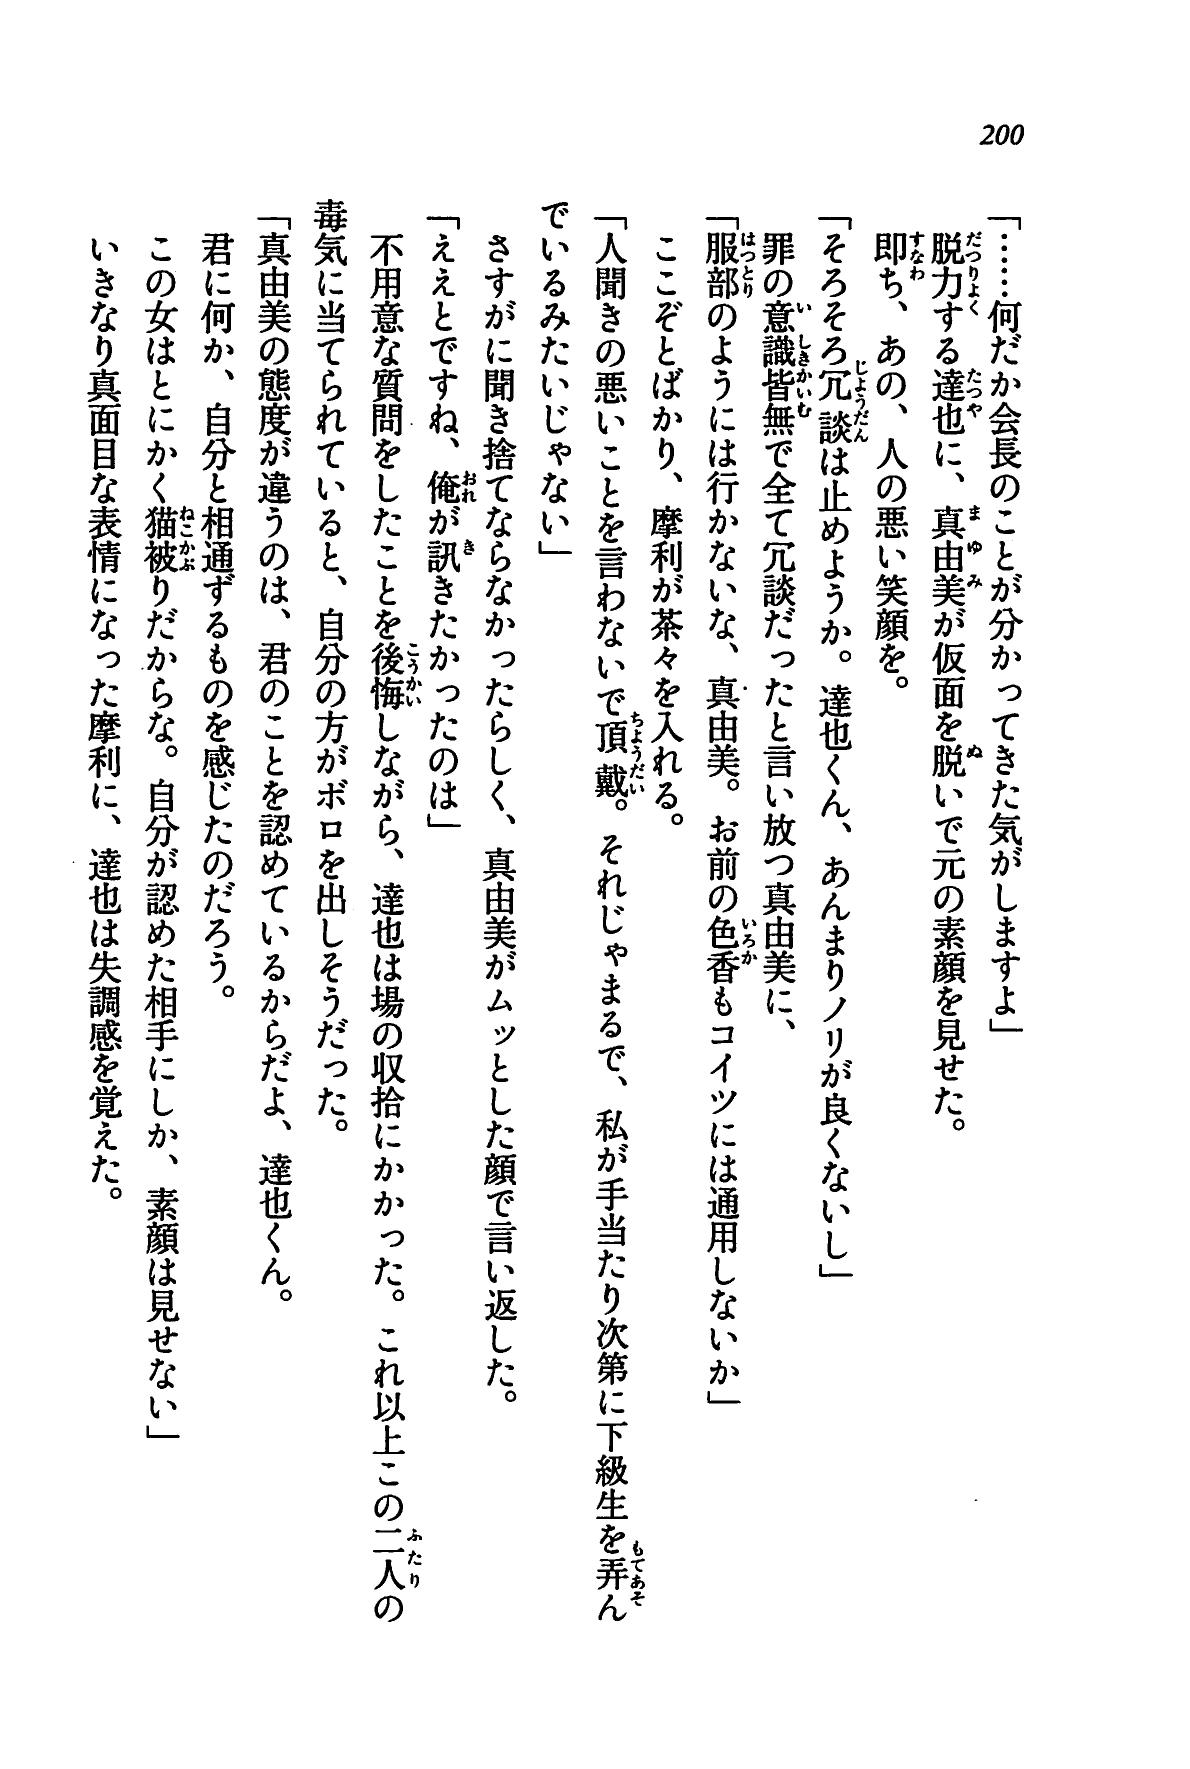 200
「……何だか会長のことが分かってきた気がしますよ」
脱力する達也に、真由美が仮面を脱いで元の素顔を見せた。
即ち、あの、人の悪い笑顔を。
「そろそろ冗談は止めようか。達也くん、あんまりノリが良くないし」
罪の意識皆無で全て冗談だったと言い放つ真由美に、
「服部のようには行かないな、真由美。お前の色香もコイツには通用しないか」
ここぞとばかり、摩利が茶々を入れる。
「人聞きの悪いことを言わないで頂戴。それじゃまるで、私が手当たり次第に下級生を弄ん
でいるみたいじゃない」
さすがに聞き捨てならなかったらしく、真由美がムッとした顔で言い返した。
「ええとですね、俺が訊きたかったのは」
不用意な質問をしたことを後悔しながら、達也は場の収拾にかかった。これ以上この二人の
毒気に当てられていると、自分の方がボロを出しそうだった。
「真由美の態度が違うのは、君のことを認めているからだよ、達也くん。
君に何か、自分と相通ずるものを感じたのだろう。
この女はとにかく猫被りだからな。自分が認めた相手にしか、素顔は見せない」
いきなり真面目な表情になった摩利に、達也は失調感を覚えた。